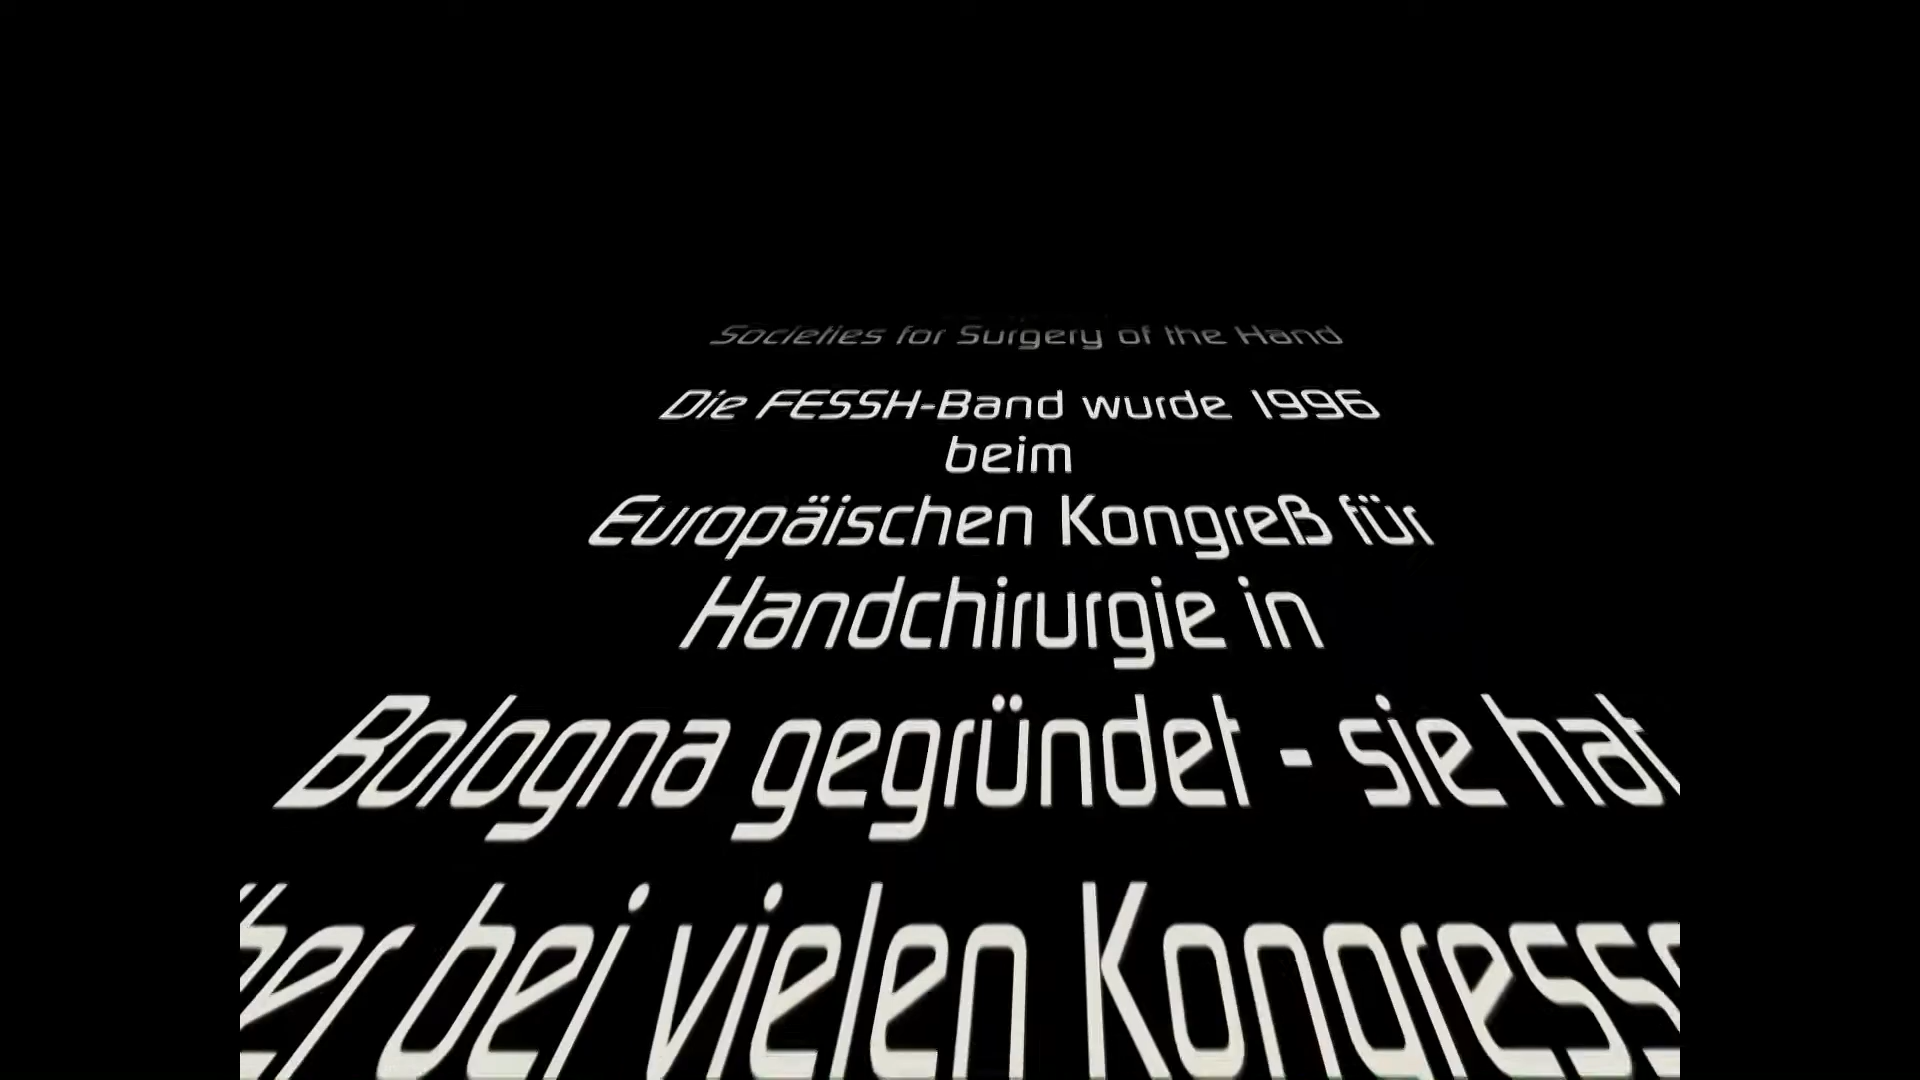 Societies for Surgery of the Hand
Die FESSH-Band wurde 1996
beim
Europäischen Kongreß für
Handchirurgie in
Bologna gegründet - sie hat
bei vielen